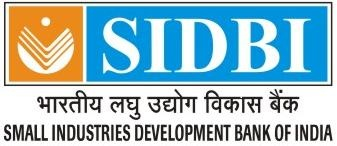 SIDBI
भारतीय लघु उद्योग विकास बैंक
SMALL INDUSTRIES DEVELOPMENT BANK OF INDIA